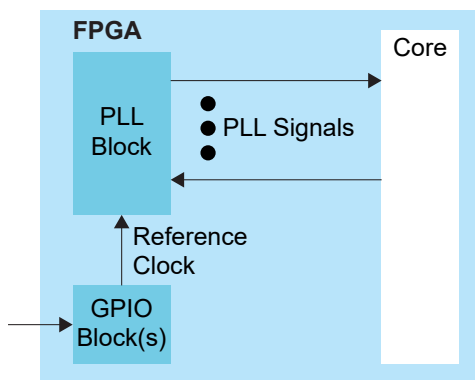 FPGA
Core
PLL
Block
PLL Signals
Reference
Clock
GPIO
Block(s)